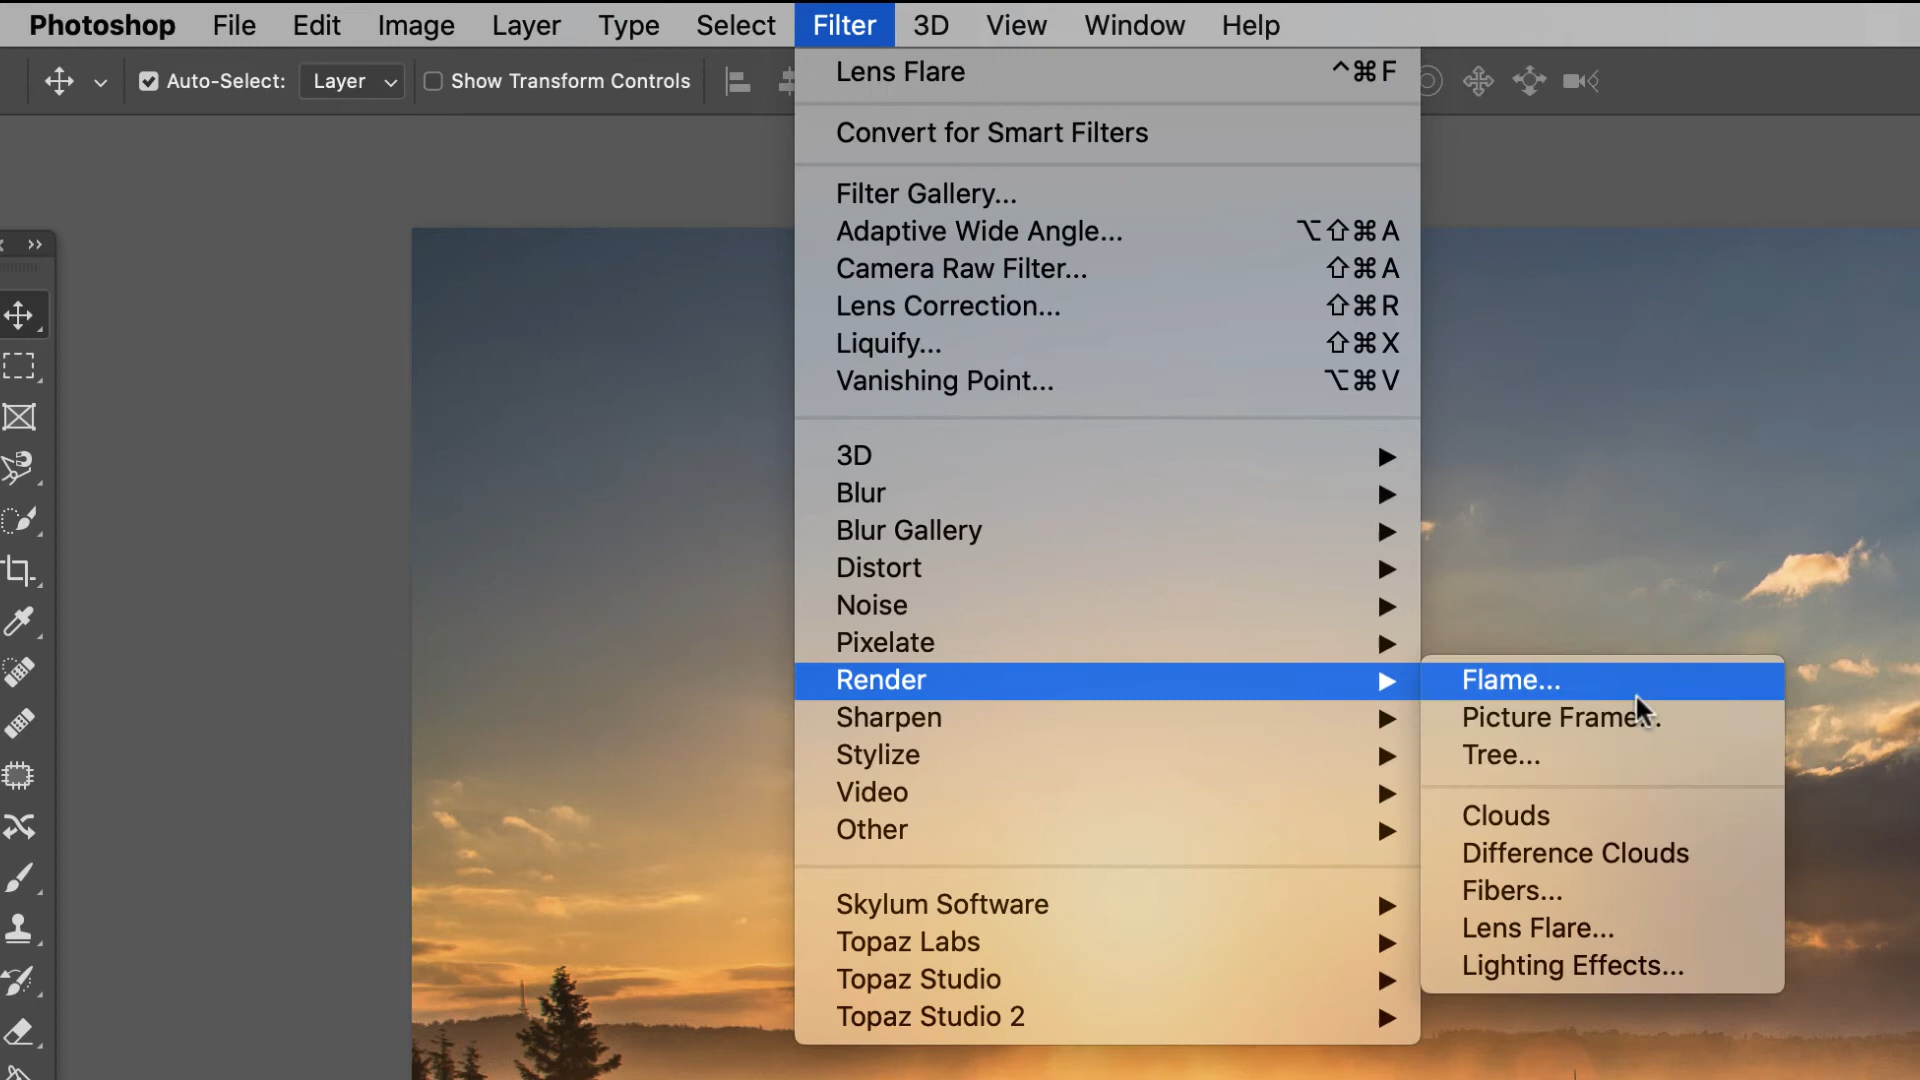 Photoshop File Edit Image Layer Type Select Filter 3D View Window Help
Auto-Select: Layer Show Transform Controls
Lens Flare ^⌘F
Convert for Smart Filters
Filter Gallery...
Adaptive Wide Angle... ⌥⇧⌘A
Camera Raw Filter... ⇧⌘A
Lens Correction... ⇧⌘R
Liquify... ⇧⌘X
Vanishing Point... ⌥⌘V
3D
Blur
Blur Gallery
Distort
Noise
Pixelate
Render
Sharpen
Stylize
Video
Other
Skylum Software
Topaz Labs
Topaz Studio
Topaz Studio 2
Flame...
Picture Frame...
Tree...
Clouds
Difference Clouds
Fibers...
Lens Flare...
Lighting Effects...